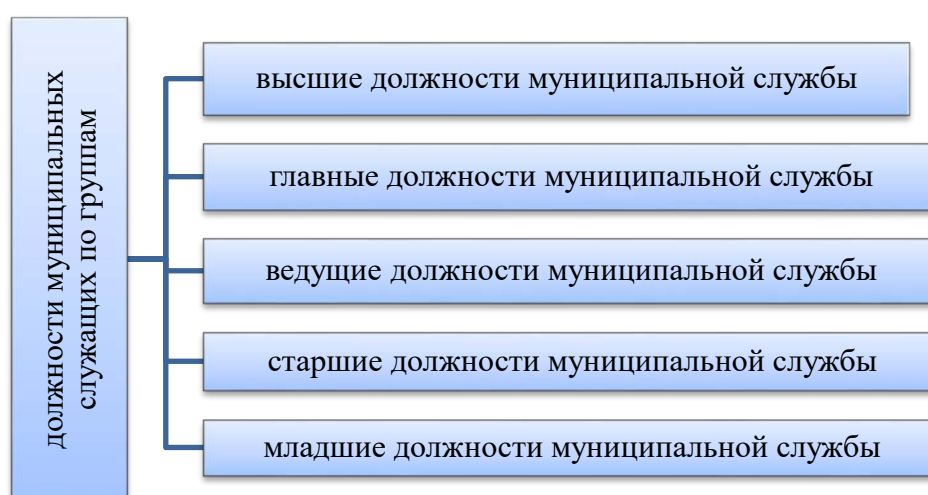 должности муниципальных
служащих по группам
высшие должности муниципальной службы
главные должности муниципальной службы
ведущие должности муниципальной службы
старшие должности муниципальной службы
младшие должности муниципальной службы